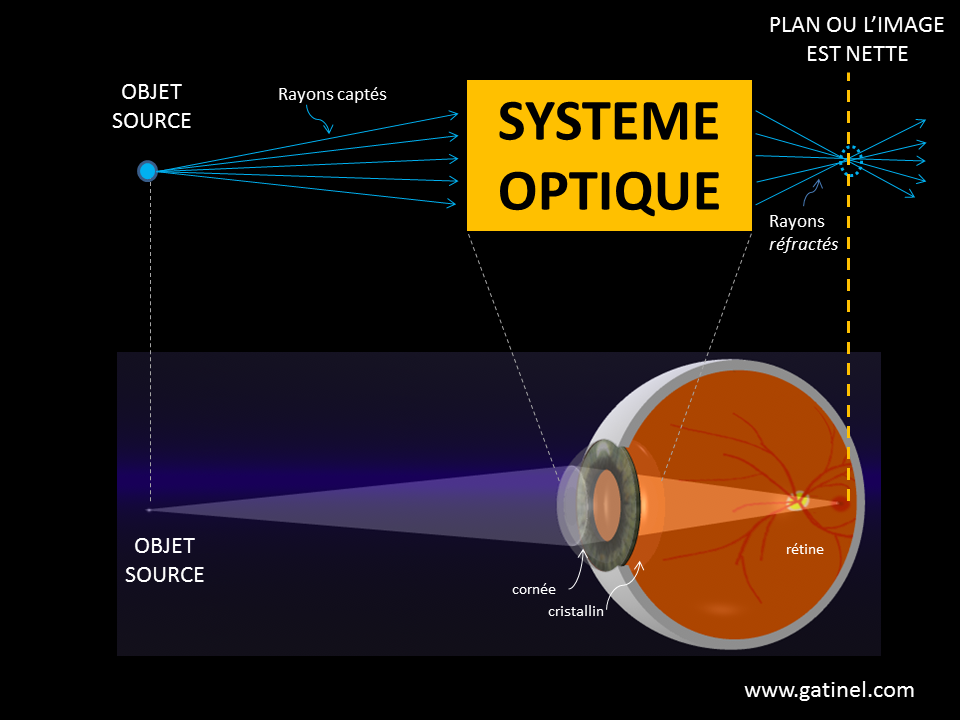 PLAN OU L’IMAGE
EST NETTE
OBJET
SOURCE
Rayons captés
SYSTEME
OPTIQUE
Rayons
réfractés
OBJET
SOURCE
rétine
cornée
cristallin
www.gatinel.com